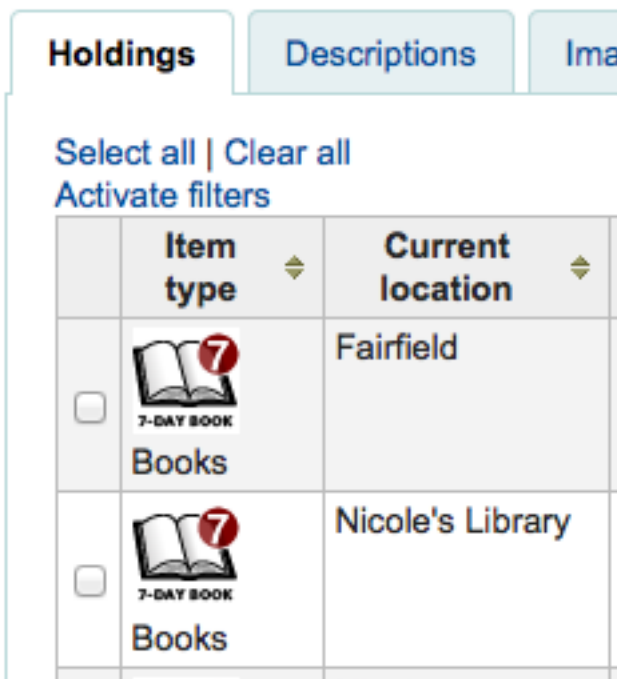 Holdings Descriptions Ima
Select all | Clear all
Activate filters
Item type Current location
7
7-DAY BOOK
Books
Fairfield
7
7-DAY BOOK
Books
Nicole's Library